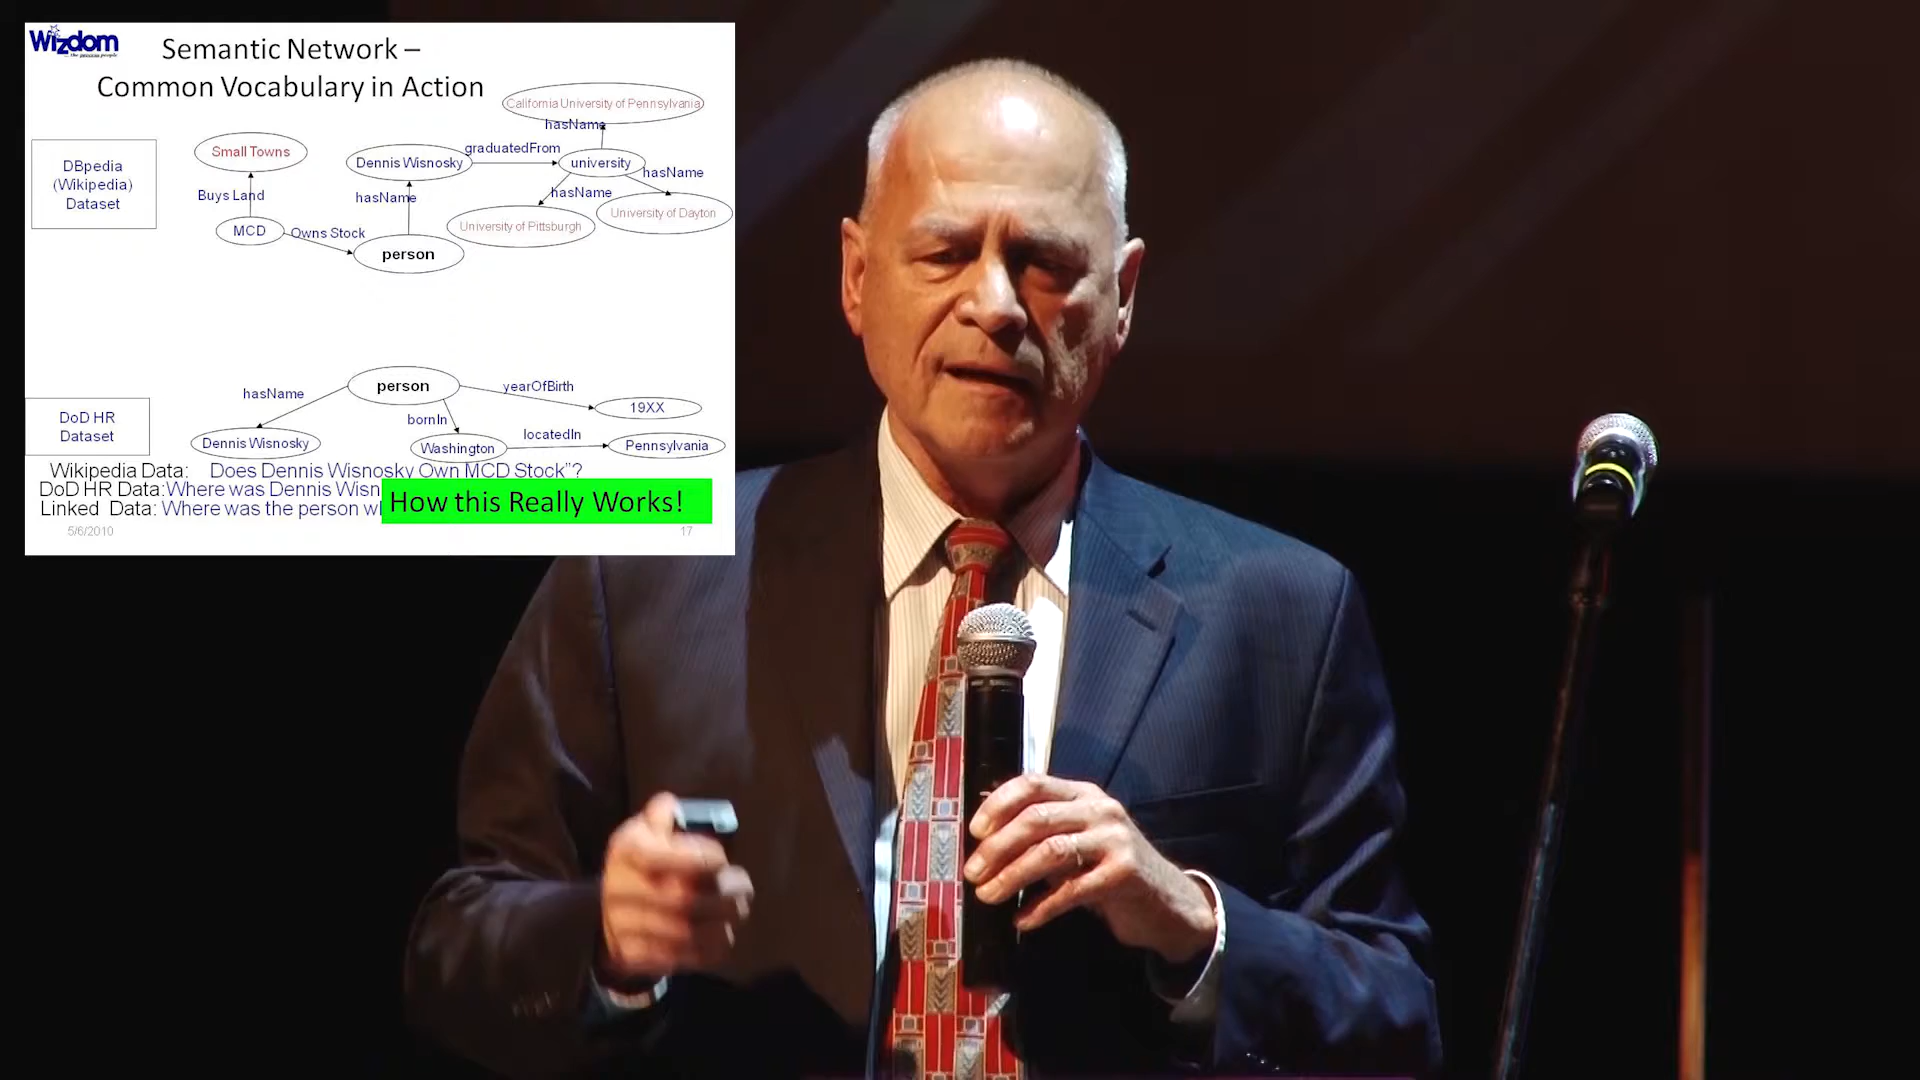 Wizdom
Semantic Network –
Common Vocabulary in Action
California University of Pennsylvania
hasName
DBpedia
(Wikipedia)
Dataset
Small Towns
Dennis Wisnosky
graduatedFrom
university
hasName
Buys Land
hasName
hasName
University of Dayton
MCD
Owns Stock
University of Pittsburgh
person
person
hasName
yearOfBirth
19XX
bornIn
DoD HR
Dataset
Dennis Wisnosky
Washington
locatedIn
Pennsylvania
Wikipedia Data: Does Dennis Wisnosky Own MCD Stock”?
DoD HR Data:Where was Dennis Wisn
Linked Data: Where was the person
How this Really Works!
5/6/2010
17